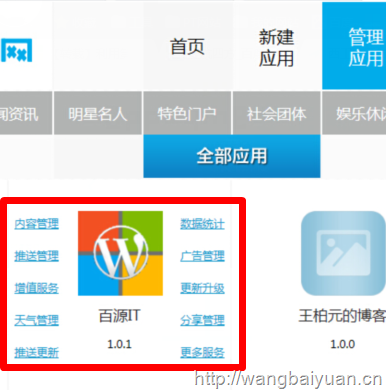 首页
新建
应用
管理
应用
闻资讯
明星名人
特色门户
社会团体
娱乐休闲
全部应用
内容管理
数据统计
推送管理
广告管理
增值服务
更新升级
天气管理
分享管理
推送更新
更多服务
百源IT
1.0.1
王柏元的博客
1.0.0
http://wangbaiyuan.com